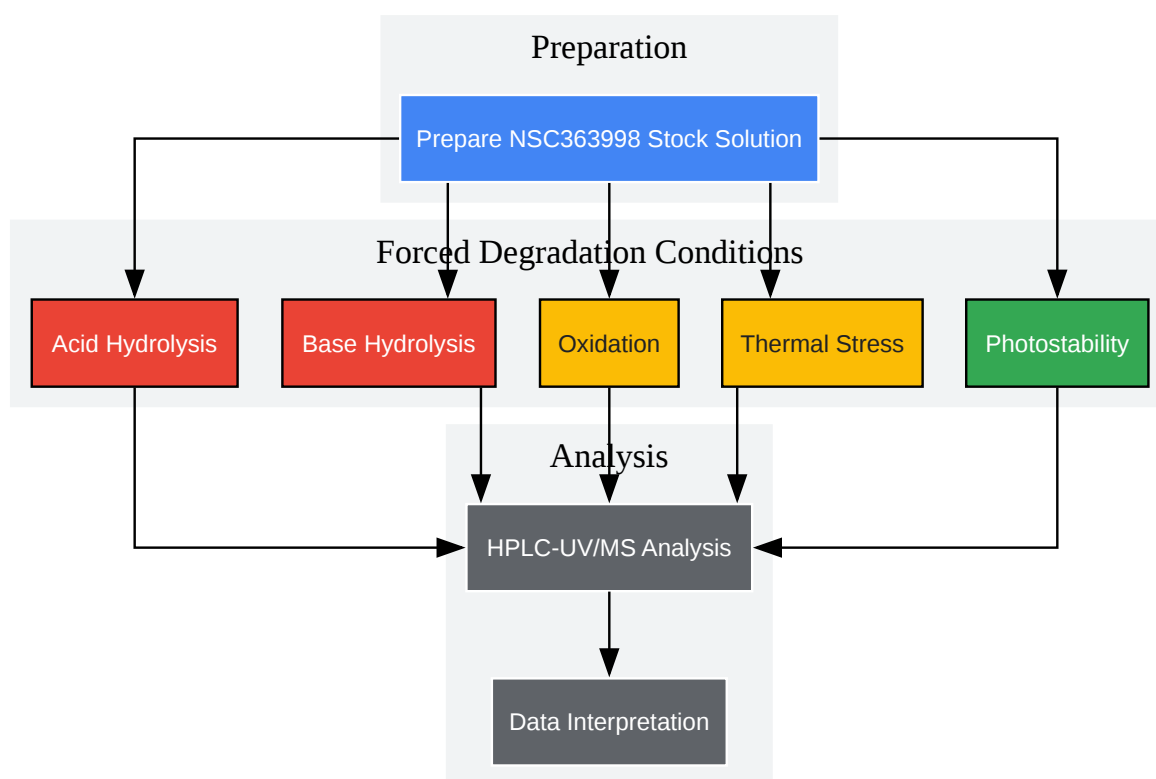 Preparation
Prepare NSC363998 Stock Solution
Forced Degradation Conditions
Acid Hydrolysis
Base Hydrolysis
Oxidation
Thermal Stress
Photostability
Analysis
HPLC-UV/MS Analysis
Data Interpretation